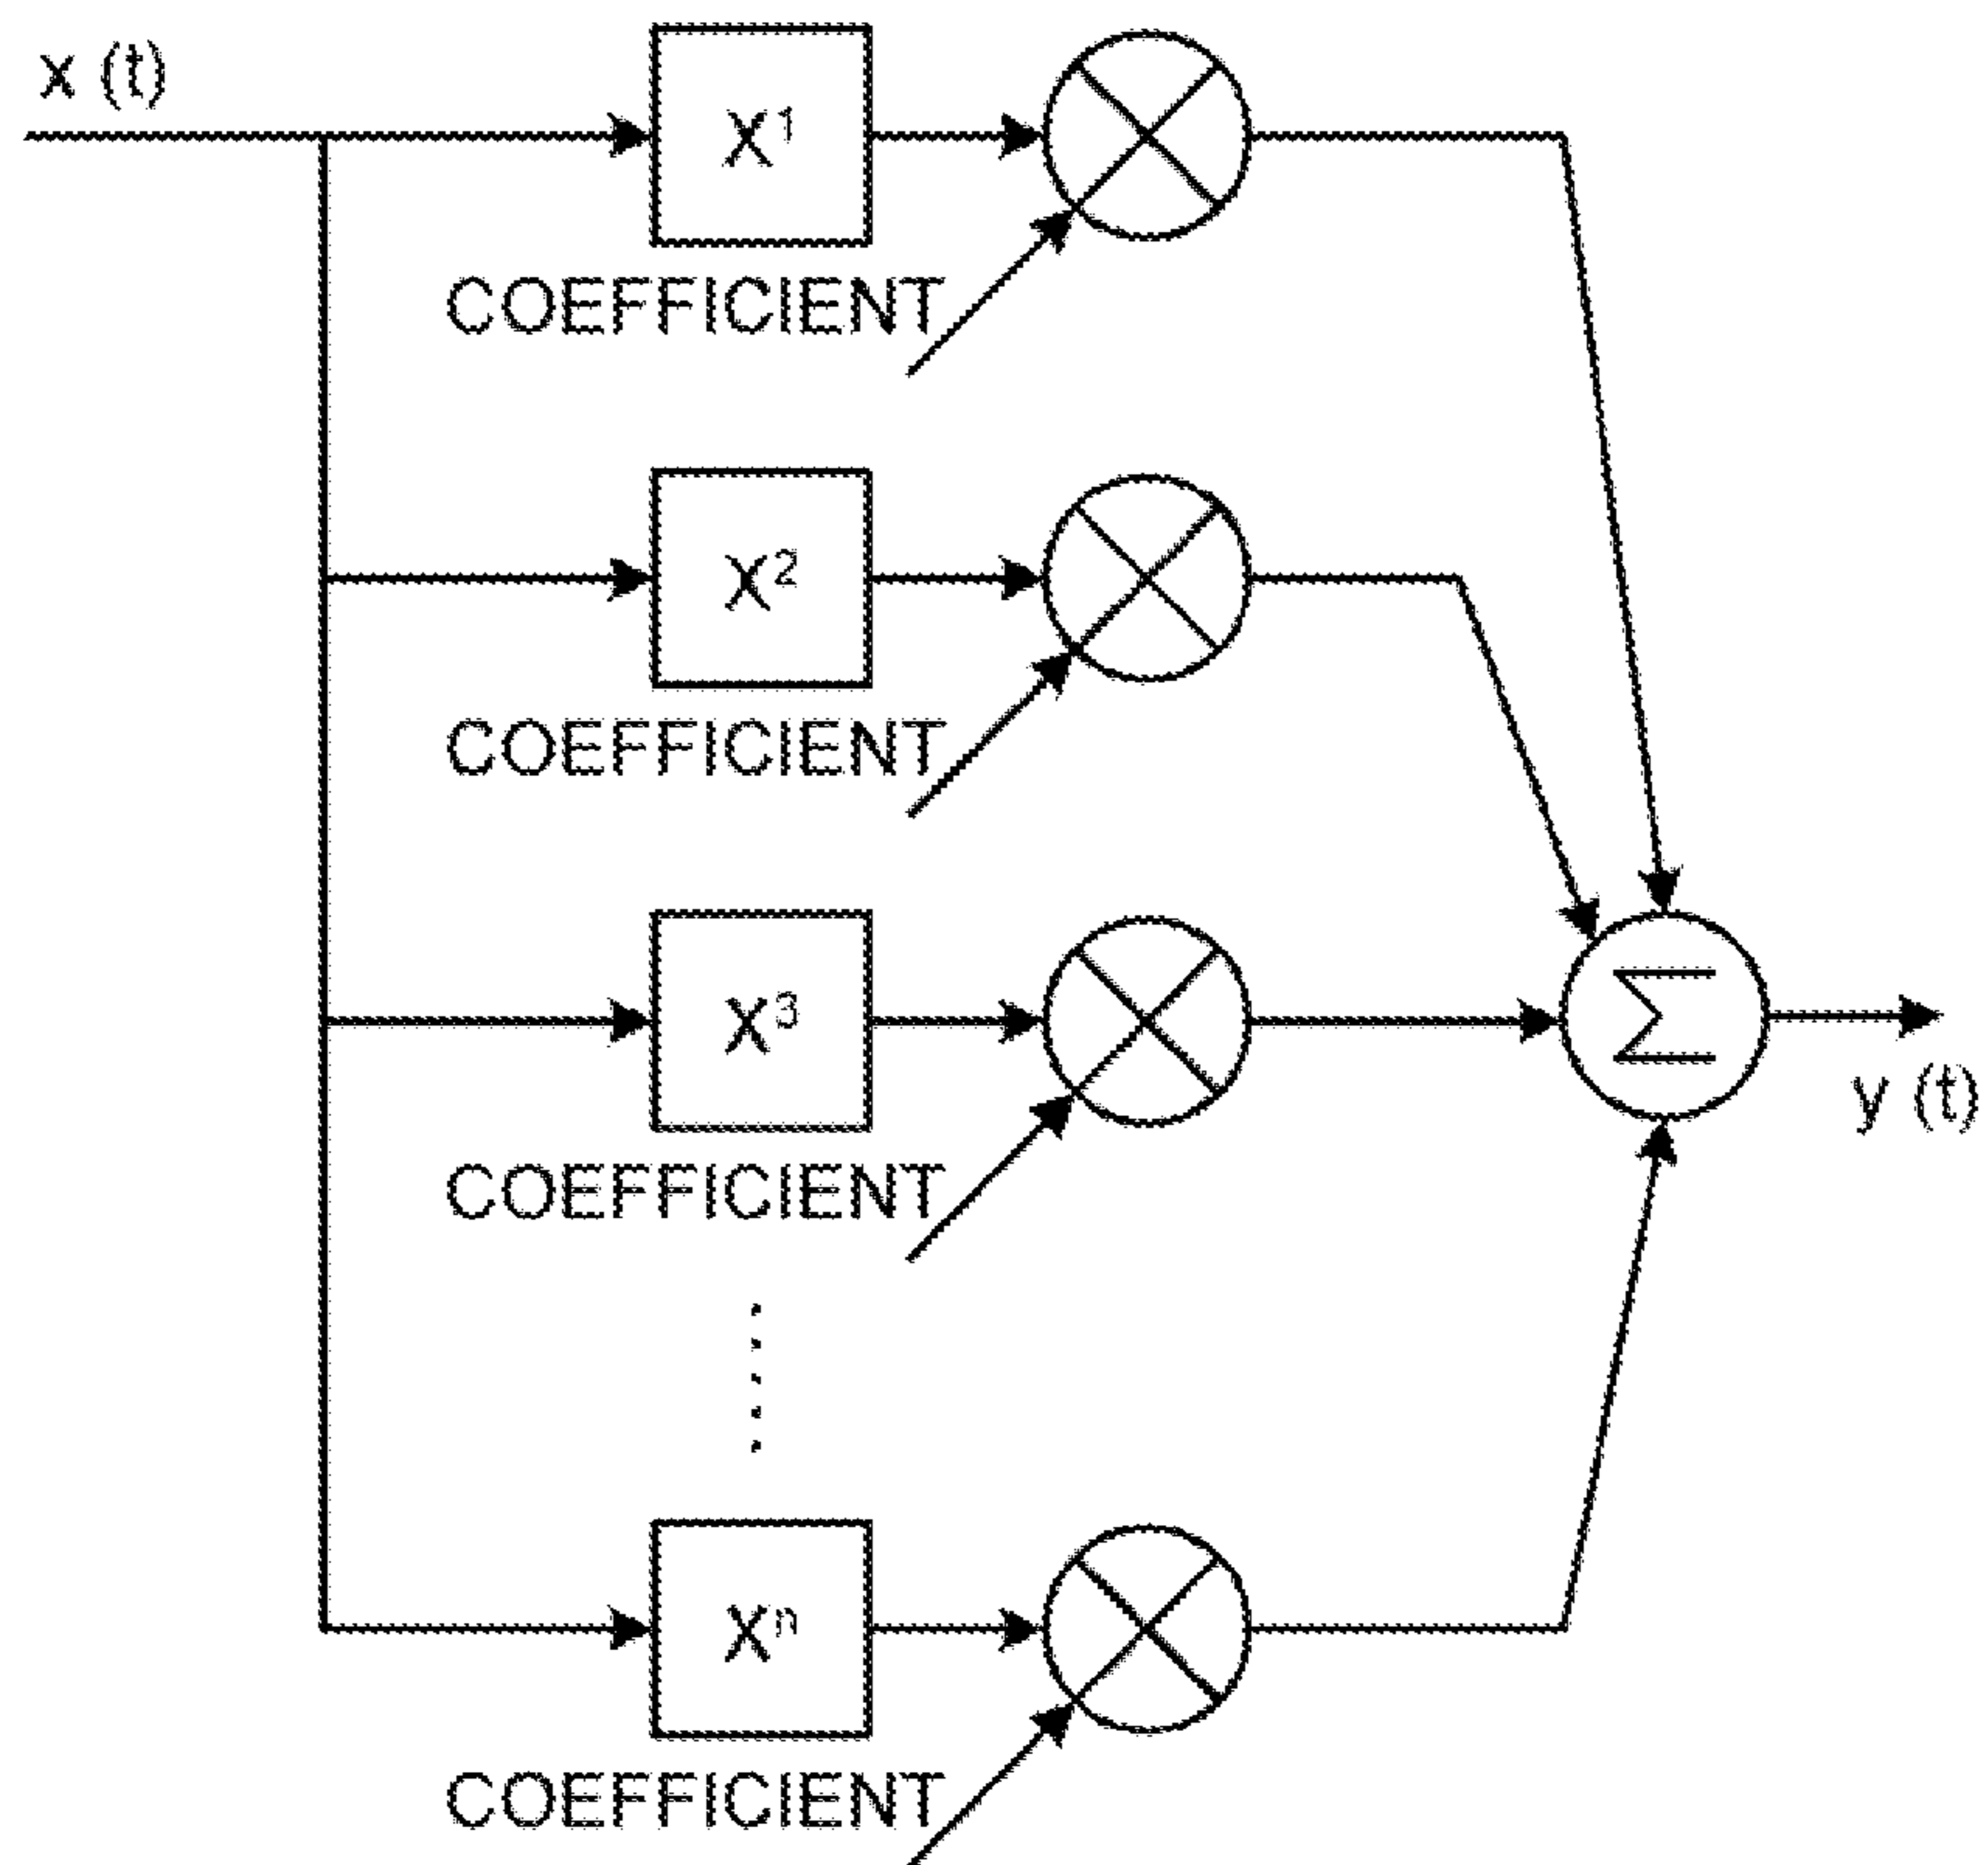 x (t)
X¹
COEFFICIENT
X²
COEFFICIENT
X³
COEFFICIENT
Σ
y (t)
Xⁿ
COEFFICIENT